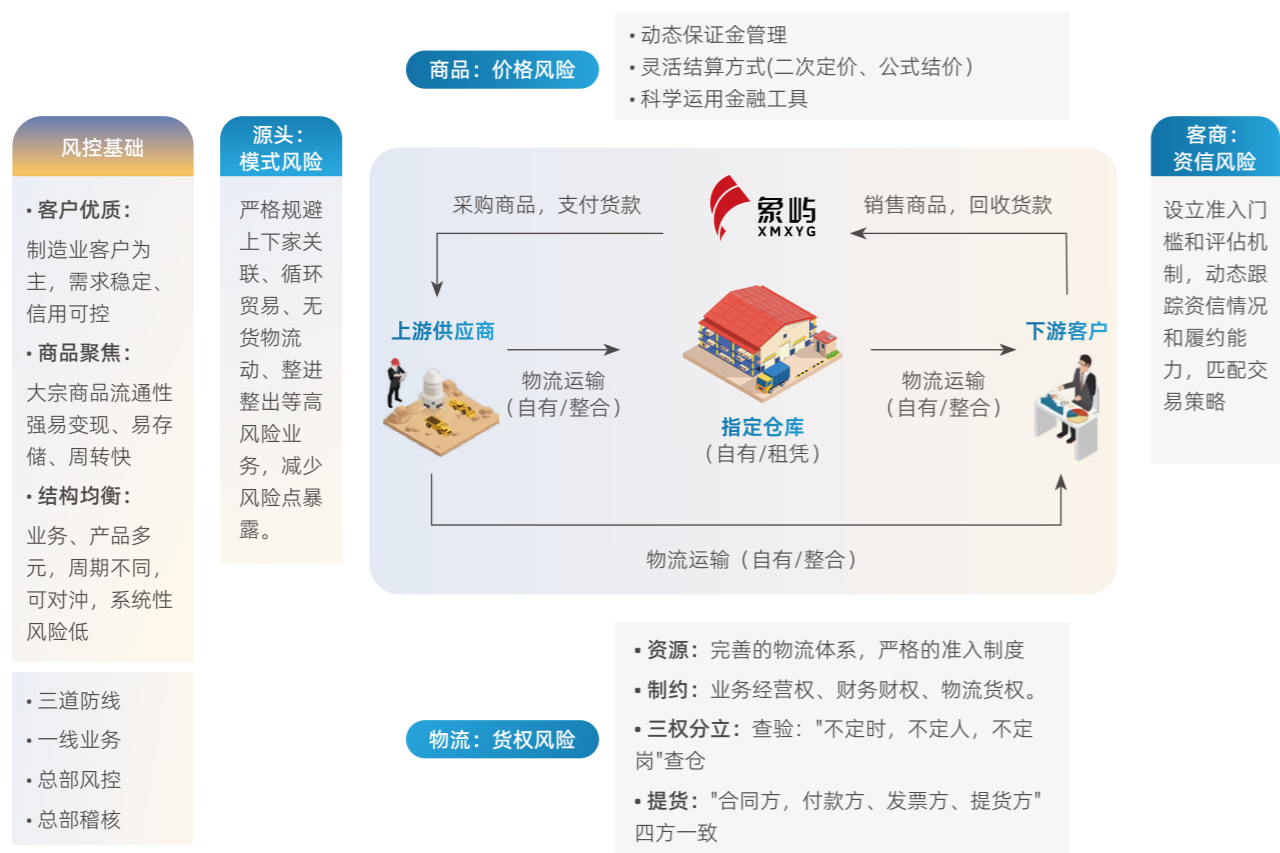 商品：价格风险
• 动态保证金管理
• 灵活结算方式(二次定价、公式结价）
• 科学运用金融工具
风控基础
• 客户优质：
制造业客户为
主，需求稳定、
信用可控
• 商品聚焦：
大宗商品流通性
强易变现、易存
储、周转快
• 结构均衡：
业务、产品多
元，周期不同，
可对冲，系统性
风险低
• 三道防线
• 一线业务
• 总部风控
• 总部稽核
源头：
模式风险
严格规避
上下家关
联、循环
贸易、无
货物流
动、整进
整出等高
风险业
务，减少
风险点暴
露。
采购商品，支付货款
象屿
XMXYG
销售商品，回收货款
上游供应商
物流运输
（自有/整合）
指定仓库
（自有/租凭）
物流运输
（自有/整合）
下游客户
物流运输（自有/整合）
客商：
资信风险
设立准入门
槛和评估机
制，动态跟
踪资信情况
和履约能
力，匹配交
易策略
物流：货权风险
• 资源：完善的物流体系，严格的准入制度
• 制约：业务经营权、财务财权、物流货权。
• 三权分立：查验："不定时，不定人，不定
岗"查仓
• 提货："合同方，付款方、发票方、提货方"
四方一致